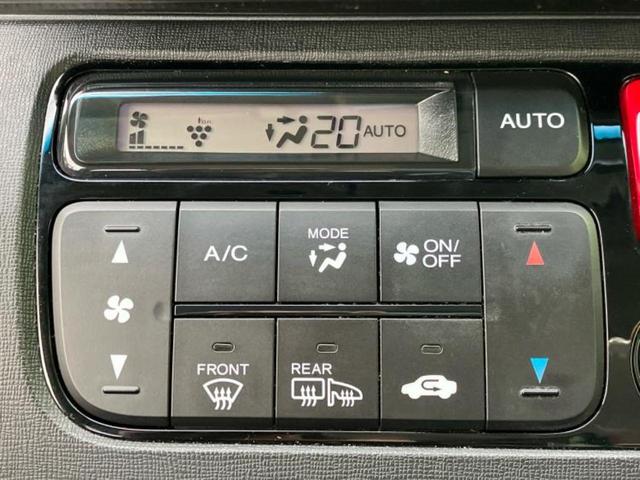 20 AUTO
AUTO
A/C
MODE
ON/
OFF
FRONT
REAR